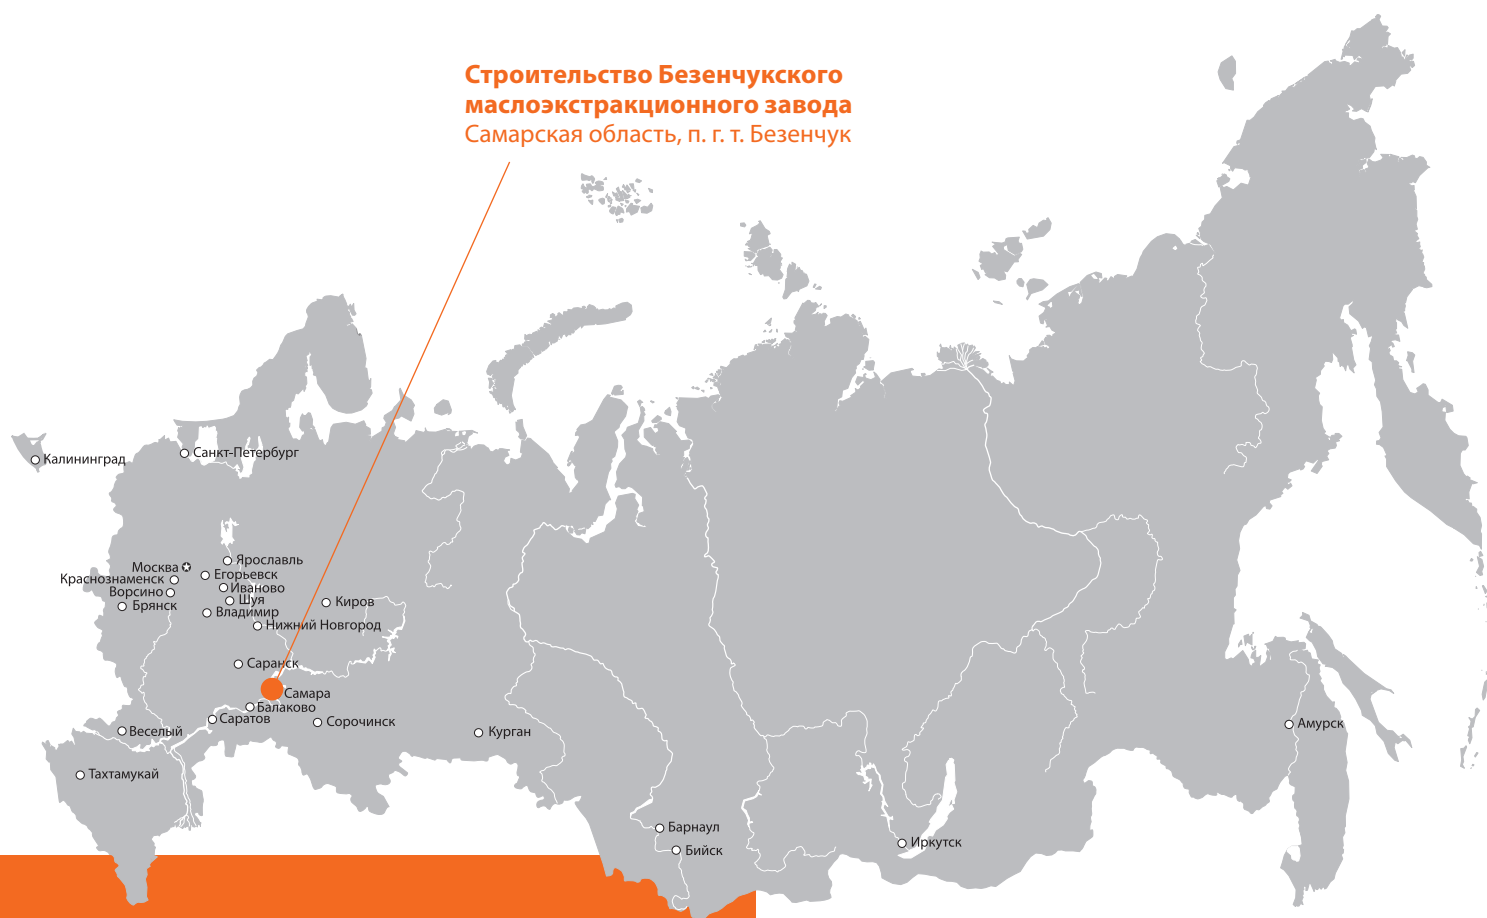 Строительство Безенчукского
маслоэкстракционного завода
Самарская область, п. г. т. Безенчук
Калининград
Санкт-Петербург
Ярославль
Москва
Егорьевск
Краснознаменск
Иваново
Ворсино
Шуя
Киров
Брянск
Владимир
Нижний Новгород
Саранск
Самара
Балаково
Саратов
Сорочинск
Веселый
Курган
Амурск
Тахтамукай
Барнаул
Иркутск
Бийск